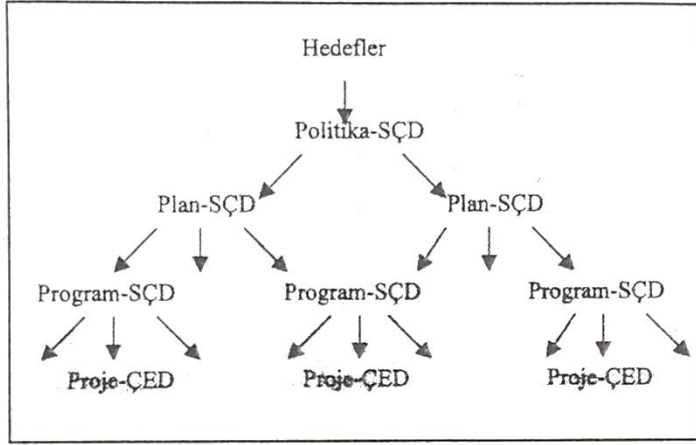 Hedefler
Politika-SÇD
Plan-SÇD Plan-SÇD
Program-SÇD Program-SÇD Program-SÇD
Proje-ÇED Proje-ÇED Proje-ÇED